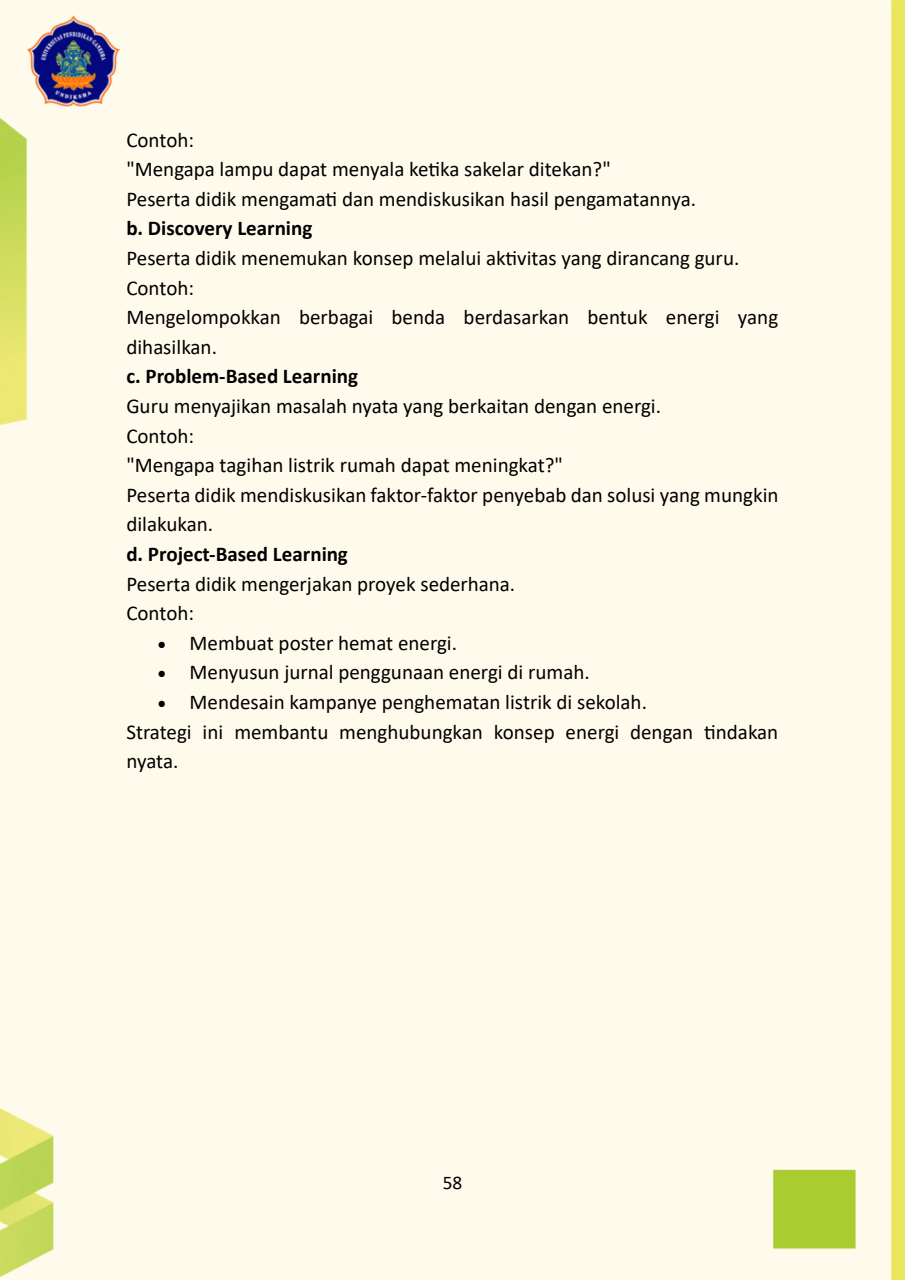 UNIVERSITAS PENDIDIKAN GANESHA
UNDIKSHA
Contoh:
"Mengapa lampu dapat menyala ketika sakelar ditekan?"
Peserta didik mengamati dan mendiskusikan hasil pengamatannya.
b. Discovery Learning
Peserta didik menemukan konsep melalui aktivitas yang dirancang guru.
Contoh:
Mengelompokkan berbagai benda berdasarkan bentuk energi yang
dihasilkan.
c. Problem-Based Learning
Guru menyajikan masalah nyata yang berkaitan dengan energi.
Contoh:
"Mengapa tagihan listrik rumah dapat meningkat?"
Peserta didik mendiskusikan faktor-faktor penyebab dan solusi yang mungkin
dilakukan.
d. Project-Based Learning
Peserta didik mengerjakan proyek sederhana.
Contoh:
• Membuat poster hemat energi.
• Menyusun jurnal penggunaan energi di rumah.
• Mendesain kampanye penghematan listrik di sekolah.
Strategi ini membantu menghubungkan konsep energi dengan tindakan
nyata.
58